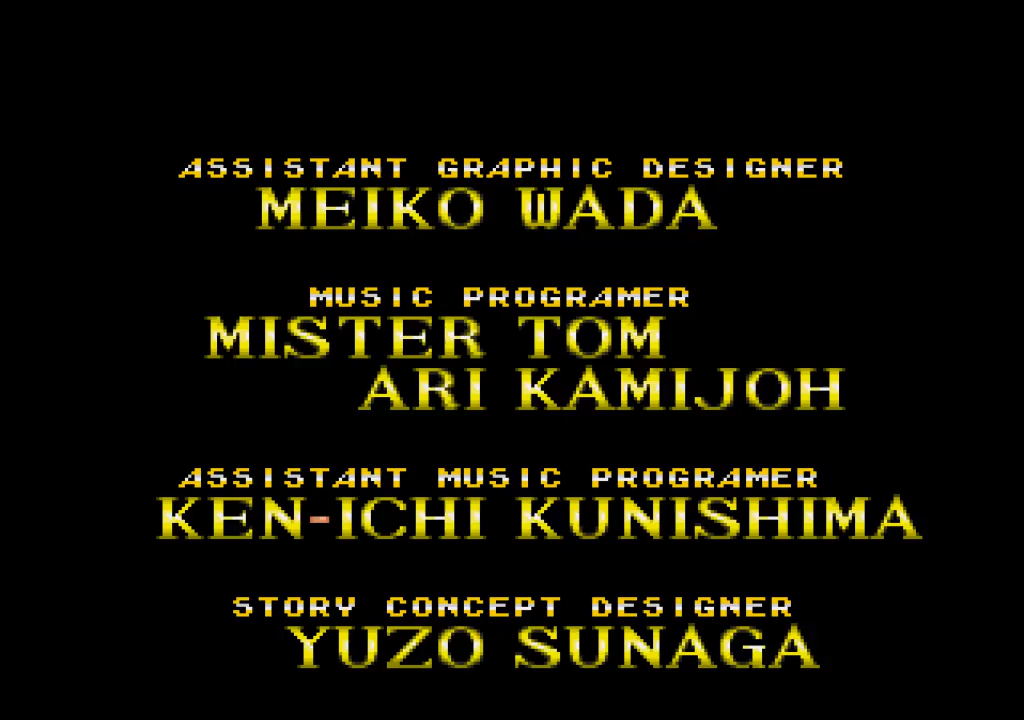 ASSISTANT GRAPHIC DESIGNER
MEIKO WADA
MUSIC PROGRAMER
MISTER TOM
ARI KAMIJOH
ASSISTANT MUSIC PROGRAMER
KEN-ICHI KUNISHIMA
STORY CONCEPT DESIGNER
YUZO SUNAGA